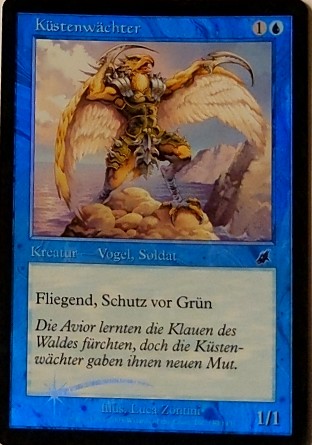 Küstenwächter 1
Kreatur — Vogel, Soldat
Fliegend, Schutz vor Grün
Die Avior lernten die Klauen des
Waldes fürchten, doch die Küsten-
wächter gaben ihnen neuen Mut.
Illus. Luca Zontini
1/1